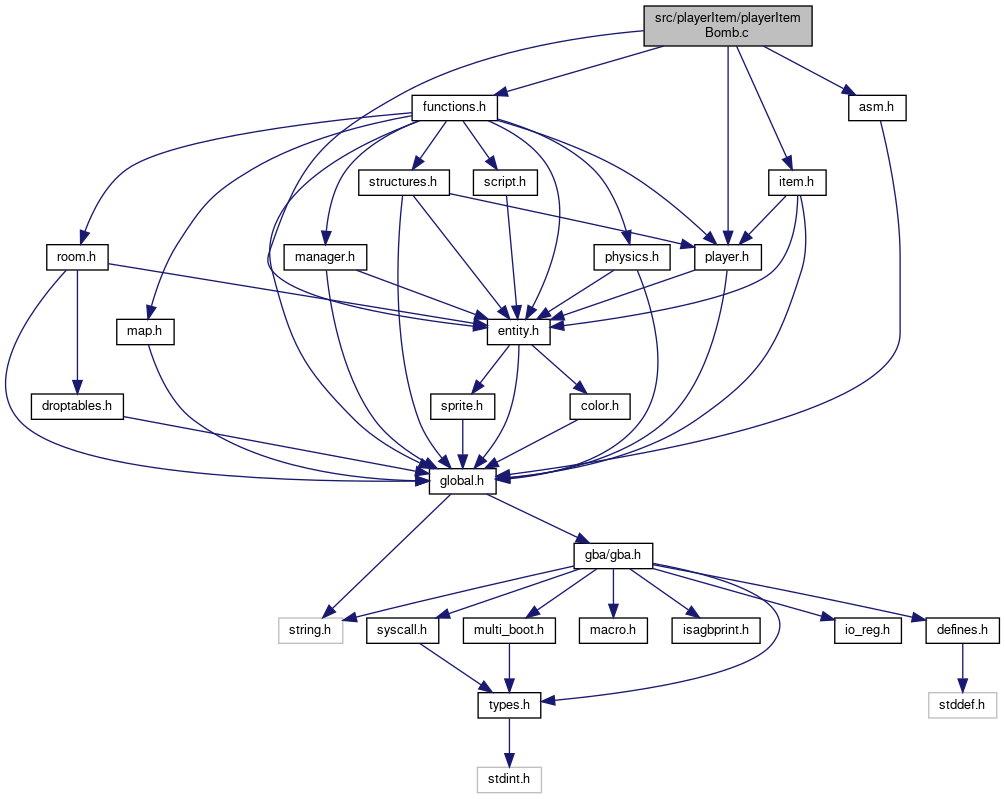 src/playerItem/playerItem
Bomb.c
functions.h
asm.h
structures.h
script.h
item.h
room.h
manager.h
physics.h
player.h
map.h
entity.h
droptables.h
sprite.h
color.h
global.h
gba/gba.h
string.h
syscall.h
multi_boot.h
macro.h
isagbprint.h
io_reg.h
defines.h
types.h
stddef.h
stdint.h